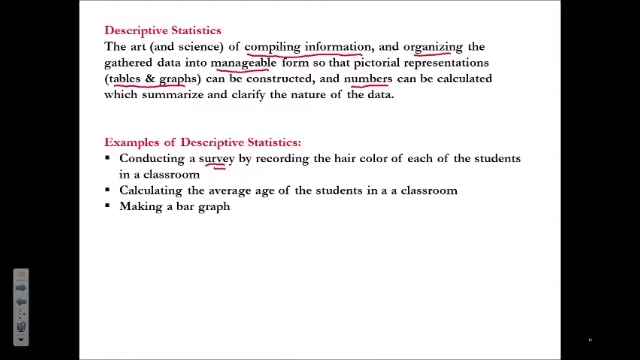 Descriptive Statistics
The art (and science) of compiling information, and organizing the
gathered data into manageable form so that pictorial representations
(tables & graphs) can be constructed, and numbers can be calculated
which summarize and clarify the nature of the data.
Examples of Descriptive Statistics:
▪ Conducting a survey by recording the hair color of each of the students
in a classroom
▪ Calculating the average age of the students in a a classroom
▪ Making a bar graph